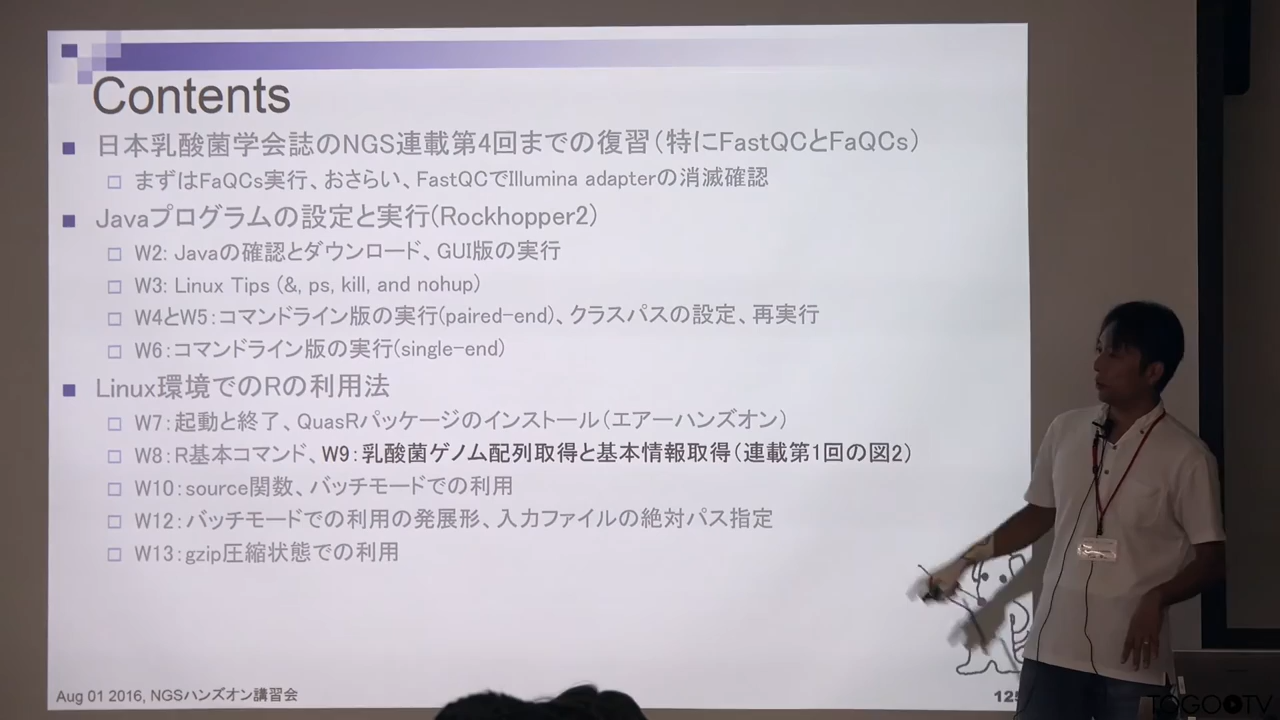 Contents
日本乳酸菌学会誌のNGS連載第4回までの復習（特にFastQCとFaQCs）
まずはFaQCs実行、おさらい、FastQCでIllumina adapterの消滅確認
Javaプログラムの設定と実行(Rockhopper2)
W2: Javaの確認とダウンロード、GUI版の実行
W3: Linux Tips (&, ps, kill, and nohup)
W4とW5：コマンドライン版の実行(paired-end)、クラスパスの設定、再実行
W6：コマンドライン版の実行(single-end)
Linux環境でのRの利用法
W7：起動と終了、QuasRパッケージのインストール（エアーハンズオン）
W8：R基本コマンド、W9：乳酸菌ゲノム配列取得と基本情報取得（連載第1回の図2）
W10：source関数、バッチモードでの利用
W12：バッチモードでの利用の発展形、入力ファイルの絶対パス指定
W13：gzip圧縮状態での利用
Aug 01 2016, NGSハンズオン講習会
TOGOTV